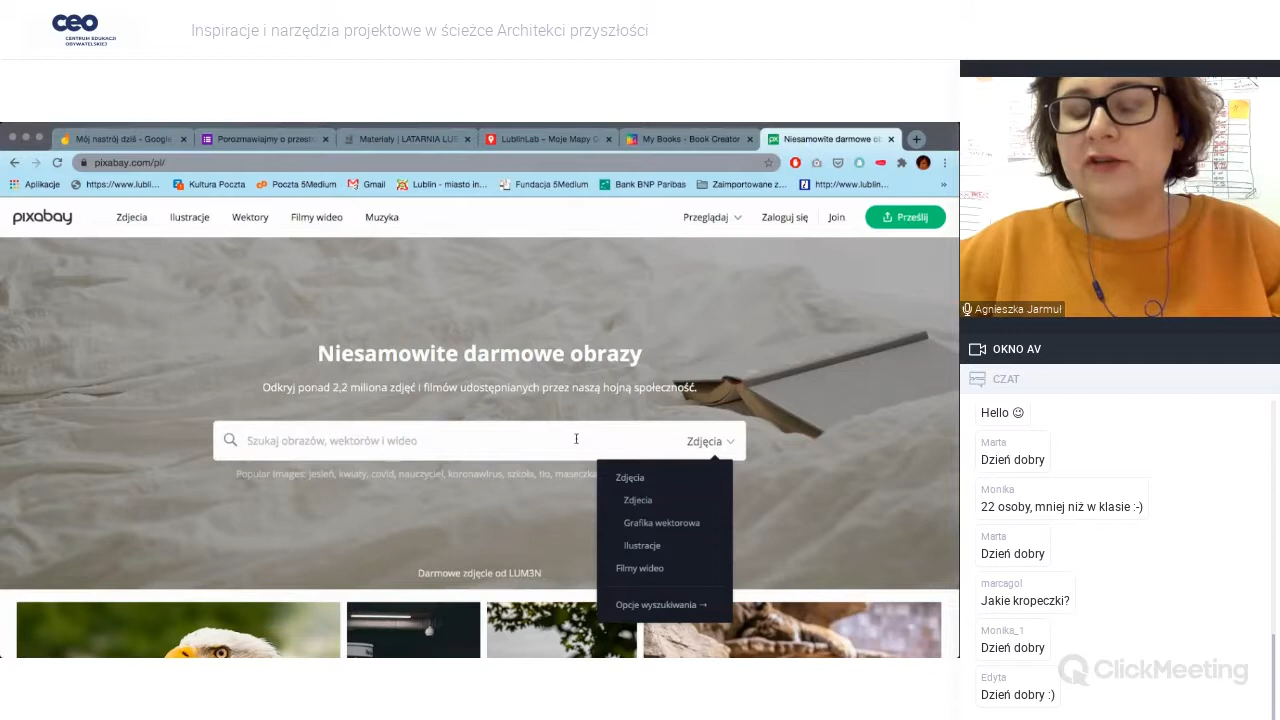 ceo
CENTRUM EDUKACJI
OBYWATELSKIEJ
Inspiracje i narzędzia projektowe w ścieżce Architekci przyszłości
Mój nastrój dziś - Google
Porozmawiajmy o przestr
Materiały | LATARNIA LUB
LublinLab – Moje Mapy G
My Books - Book Creator
Niesamowite darmowe ob
pixabay.com/pl/
Aplikacje
https://www.lubli...
Kultura Poczta
Poczta 5Medium
Gmail
Lublin - miasto in...
Fundacja 5Medium
Bank BNP Paribas
Zaimportowane z...
http://www.lublin...
»
pixabay
Zdjecia
Ilustracje
Wektory
Filmy wideo
Muzyka
Przeglądaj
Zaloguj się
Join
Prześlij
Niesamowite darmowe obrazy
Odkryj ponad 2,2 miliona zdjęć i filmów udostępnianych przez naszą hojną społeczność.
Szukaj obrazów, wektorów i wideo
Zdjęcia
Popular Images: jesień, kwiaty, covid, nauczyciel, koronawirus, szkoła, tło, maseczka
Zdjęcia
Zdjecia
Grafika wektorowa
Ilustracje
Filmy wideo
Opcje wyszukiwania →
Darmowe zdjęcie od LUM3N
Agnieszka Jarmuł
OKNO AV
CZAT
Hello 😉
Marta
Dzień dobry
Monika
22 osoby, mniej niż w klasie :-)
Marta
Dzień dobry
marcagol
Jakie kropeczki?
Monika_1
Dzień dobry
Edyta
Dzień dobry :)
ClickMeeting